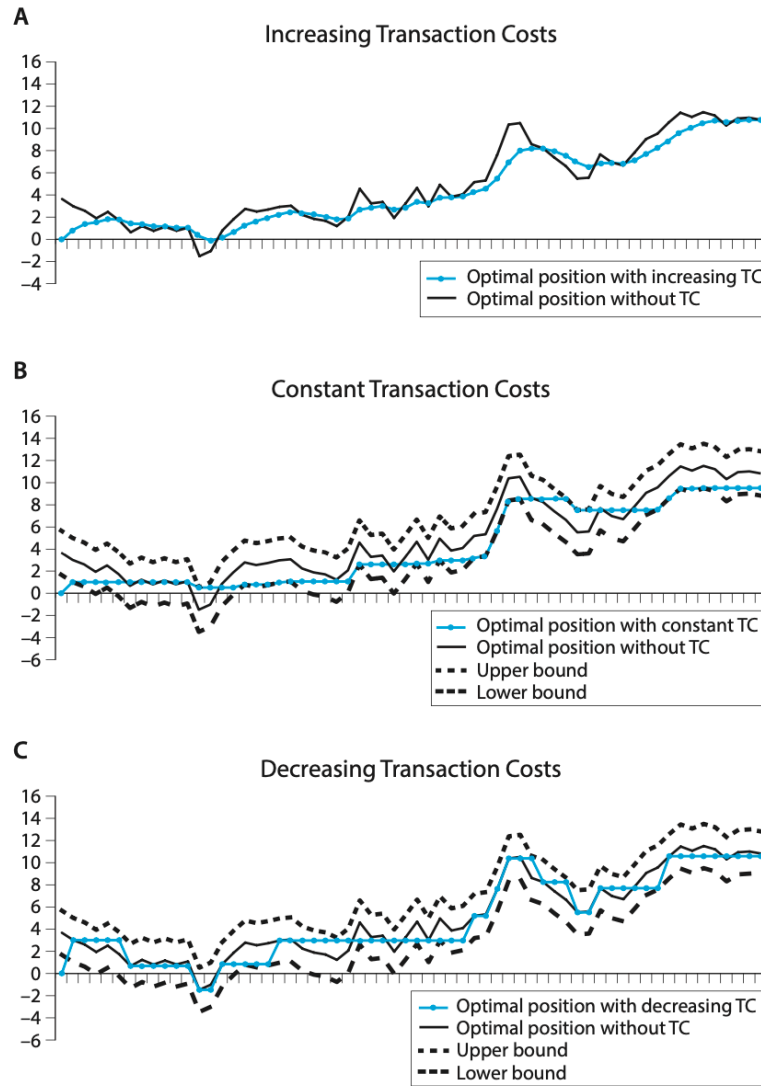 A
Increasing Transaction Costs
16
14
12
10
8
6
4
2
0
−2
−4
Optimal position with increasing TC
Optimal position without TC
B
Constant Transaction Costs
16
14
12
10
8
6
4
2
0
−2
−4
−6
Optimal position with constant TC
Optimal position without TC
Upper bound
Lower bound
C
Decreasing Transaction Costs
16
14
12
10
8
6
4
2
0
−2
−4
−6
Optimal position with decreasing TC
Optimal position without TC
Upper bound
Lower bound